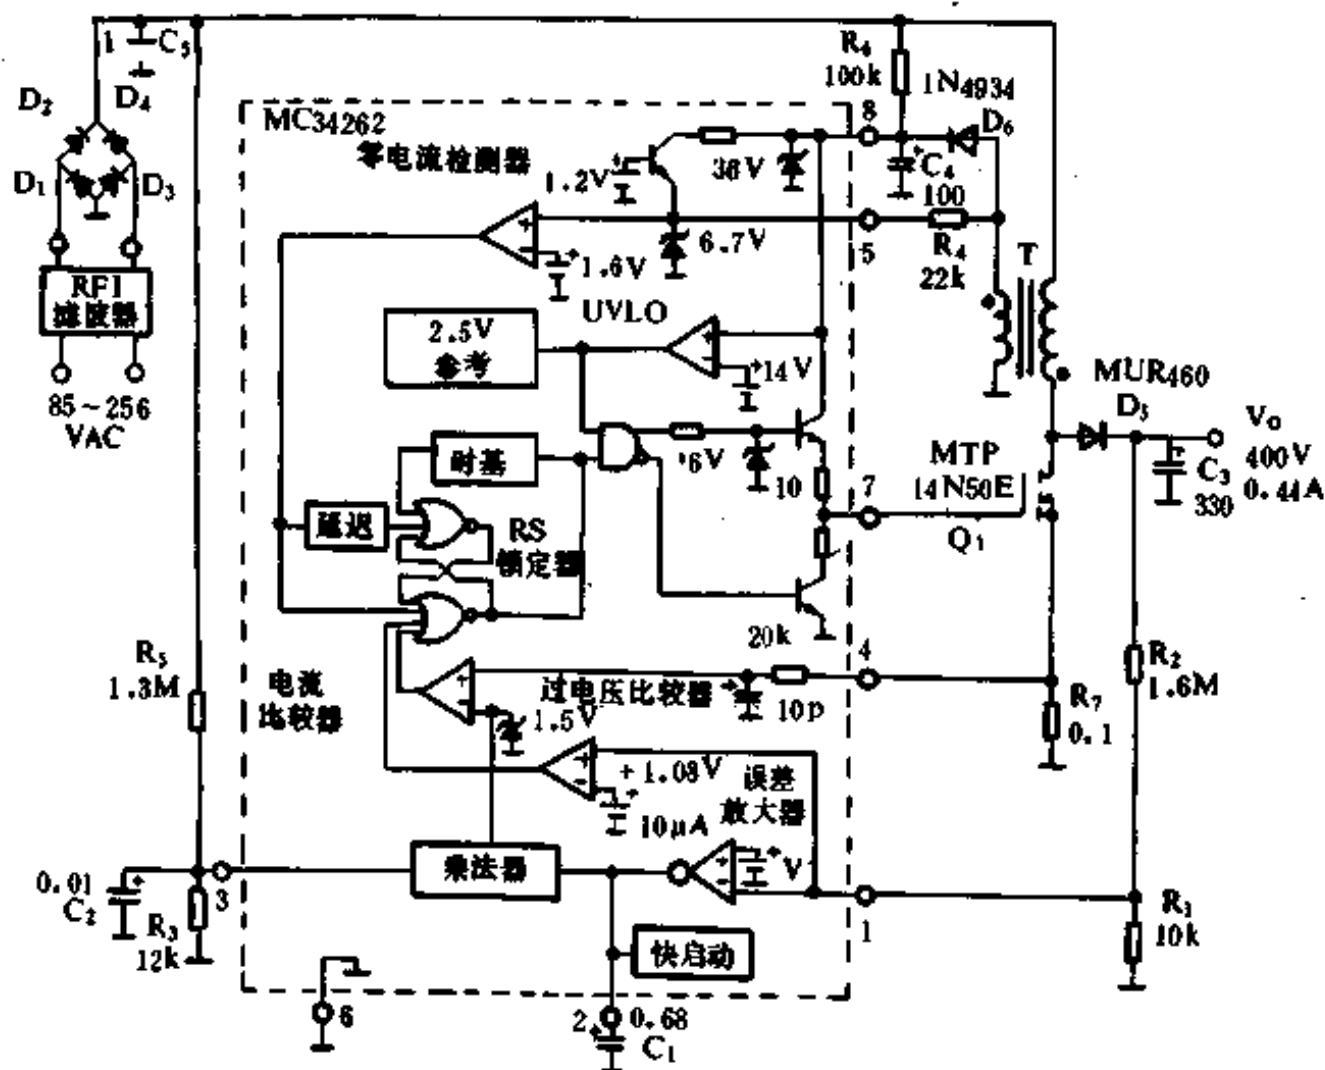 1
C₅
D₂
D₄
D₁
D₃
RFI
滤波器
85~256
VAC
MC34262
零电流检测器
R₆
100k
1N4934
D₆
8
1.2V
36V
C₄
100
6.7V
5
R₄
22k
T
1.6V
UVLO
2.5V
参考
14V
MUR460
D₅
V₀
400V
0.44A
C₃
330
时基
16V
10
7
MTP
14N50E
Q₁
延迟
RS
锁定器
20k
4
R₅
1.3M
电流
比较器
过电压比较器
1.5V
10p
R₂
1.6M
R₇
0.1
+1.08V
误差
放大器
10μA
乘法器
V
0.01
C₂
R₃
12k
3
1
R₁
10k
快启动
6
2
0.68
C₁